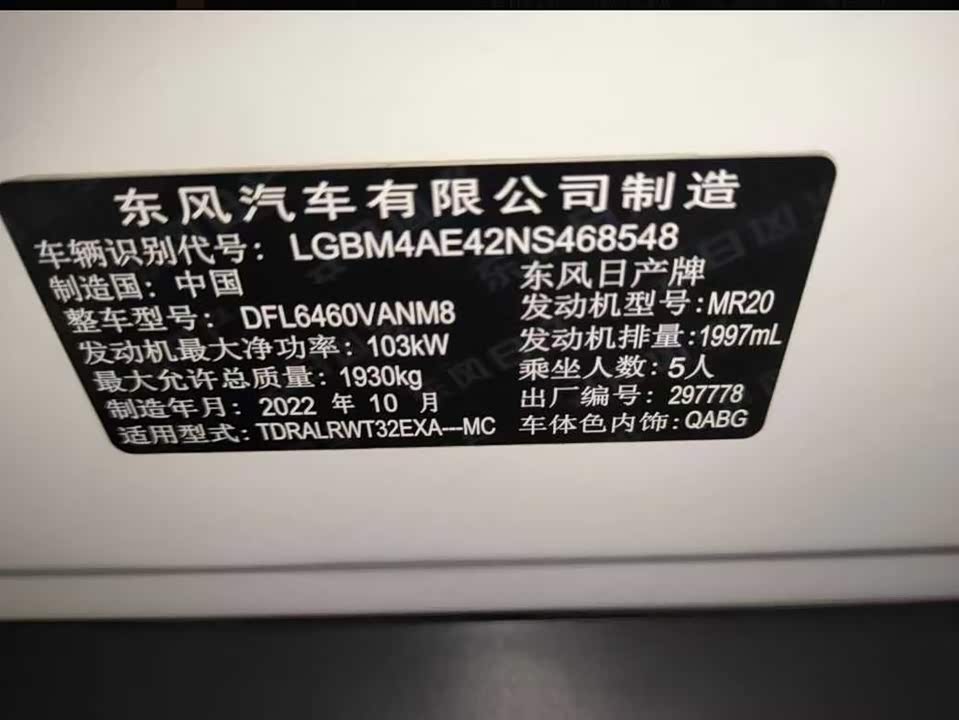 东风汽车有限公司制造
车辆识别代号：LGBM4AE42NS468548
制造国：中国 东风日产牌
整车型号：DFL6460VANM8 发动机型号:MR20
发动机最大净功率：103kW 发动机排量:1997mL
最大允许总质量：1930kg 乘坐人数：5人
制造年月：2022 年 10 月 出厂编号：297778
适用型式:TDRALRWT32EXA---MC 车体色内饰:QABG